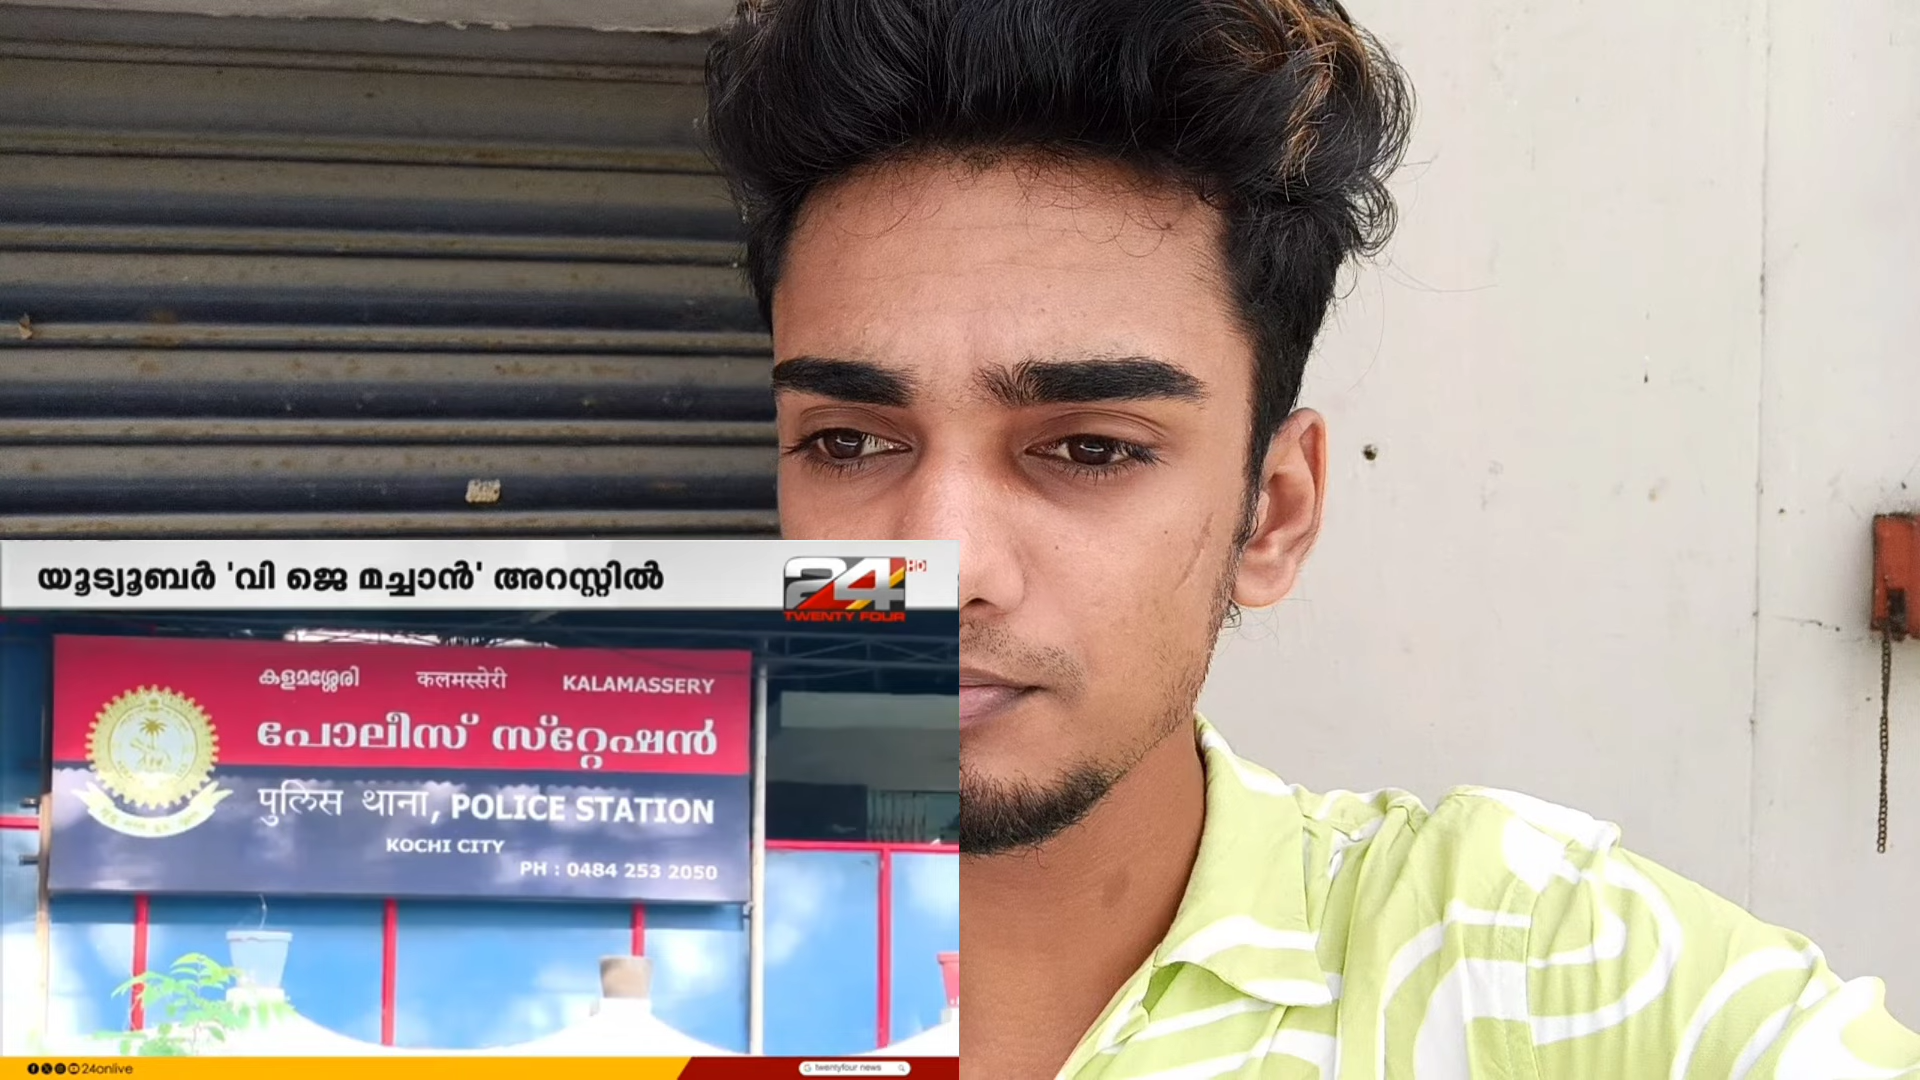 യൂട്യൂബർ 'വി ജെ മച്ചാൻ' അറസ്റ്റിൽ
24 HD
TWENTY FOUR
കളമശ്ശേരി कलमस्सेरी KALAMASSERY
പോലീസ് സ്റ്റേഷൻ
पुलिस थाना, POLICE STATION
KOCHI CITY
PH : 0484 253 2050
24onlive
twentyfour news